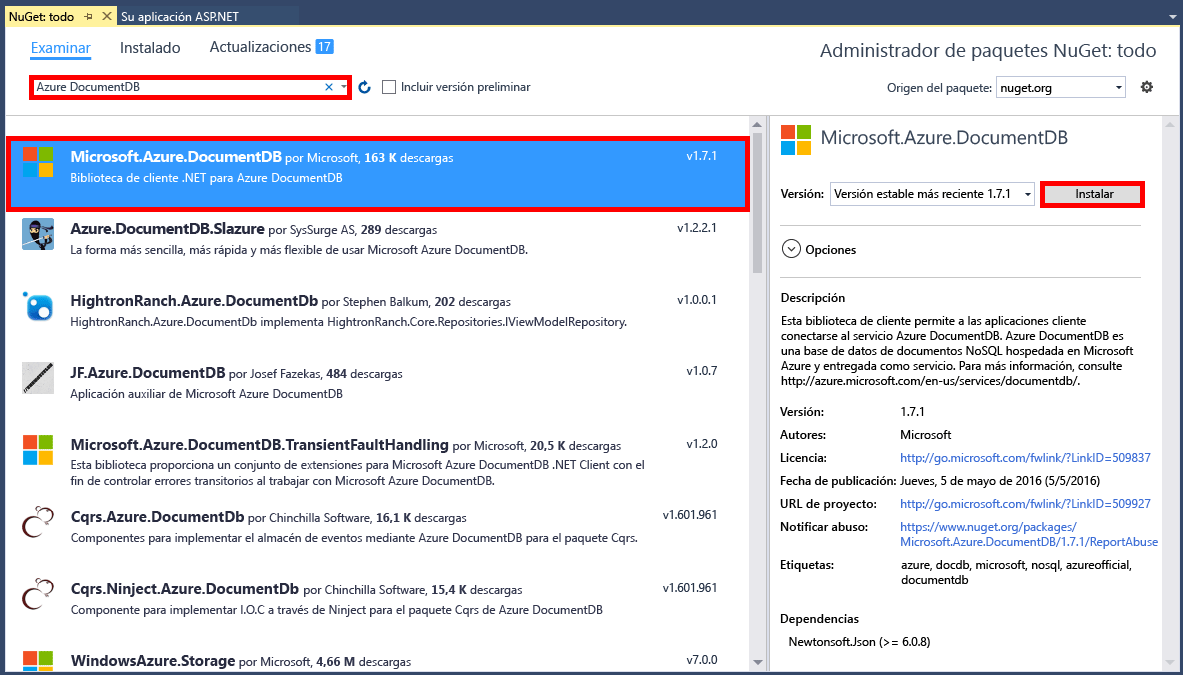 NuGet: todo
Su aplicación ASP.NET
Examinar
Instalado
Actualizaciones 17
Administrador de paquetes NuGet: todo
Azure DocumentDB
Incluir versión preliminar
Origen del paquete: nuget.org
Microsoft.Azure.DocumentDB por Microsoft, 163 K descargas
v1.7.1
Biblioteca de cliente .NET para Azure DocumentDB
Azure.DocumentDB.Slazure por SysSurge AS, 289 descargas
v1.2.2.1
La forma más sencilla, más rápida y más flexible de usar Microsoft Azure DocumentDB.
HightronRanch.Azure.DocumentDb por Stephen Balkum, 202 descargas
v1.0.0.1
HightronRanch.Azure.DocumentDb implementa HightronRanch.Core.Repositories.IViewModelRepository.
JF.Azure.DocumentDB por Josef Fazekas, 484 descargas
v1.0.7
Aplicación auxiliar de Microsoft Azure DocumentDB
Microsoft.Azure.DocumentDB.TransientFaultHandling por Microsoft, 20,5 K descargas
v1.2.0
Esta biblioteca proporciona un conjunto de extensiones para Microsoft Azure DocumentDB .NET Client con el
fin de controlar errores transitorios al trabajar con Microsoft Azure DocumentDB.
Cqrs.Azure.DocumentDb por Chinchilla Software, 16,1 K descargas
v1.601.961
Componentes para implementar el almacén de eventos mediante Azure DocumentDB para el paquete Cqrs.
Cqrs.Ninject.Azure.DocumentDb por Chinchilla Software, 15,4 K descargas
v1.601.961
Componente para implementar I.O.C a través de Ninject para el paquete Cqrs de Azure DocumentDB
WindowsAzure.Storage por Microsoft, 4,66 M descargas
v7.0.0
Microsoft.Azure.DocumentDB
Versión: Versión estable más reciente 1.7.1
Instalar
Opciones
Descripción
Esta biblioteca de cliente permite a las aplicaciones cliente
conectarse al servicio Azure DocumentDB. Azure DocumentDB es
una base de datos de documentos NoSQL hospedada en Microsoft
Azure y entregada como servicio. Para más información, consulte
http://azure.microsoft.com/en-us/services/documentdb/.
Versión: 1.7.1
Autores: Microsoft
Licencia: http://go.microsoft.com/fwlink/?LinkID=509837
Fecha de publicación: Jueves, 5 de mayo de 2016 (5/5/2016)
URL de proyecto: http://go.microsoft.com/fwlink/?LinkID=509927
Notificar abuso: https://www.nuget.org/packages/
Microsoft.Azure.DocumentDB/1.7.1/ReportAbuse
Etiquetas: azure, docdb, microsoft, nosql, azureofficial,
documentdb
Dependencias
Newtonsoft.Json (>= 6.0.8)